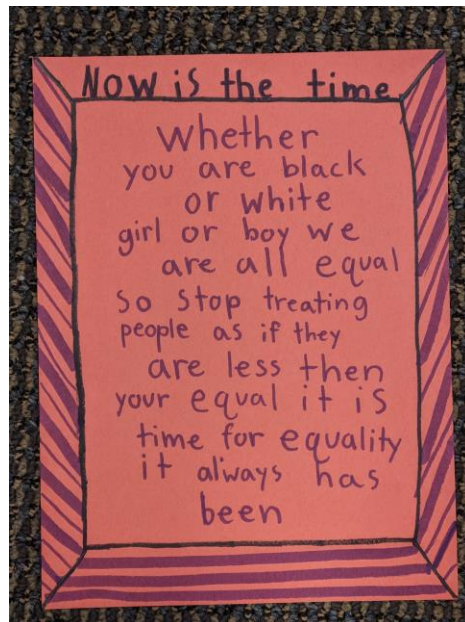 Now is the time.
Whether
you are black
or white
girl or boy we
are all equal
So stop treating
people as if they
are less then
your equal it is
time for equality
it always has
been